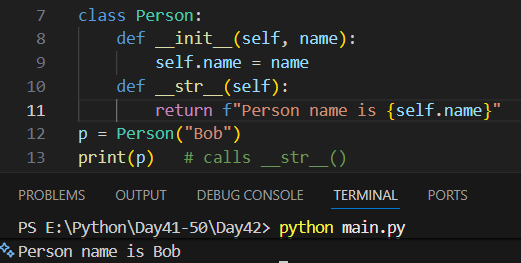 7 class Person:
8     def __init__(self, name):
9         self.name = name
10     def __str__(self):
11         return f"Person name is {self.name}"
12 p = Person("Bob")
13 print(p)   # calls __str__()
PROBLEMS OUTPUT DEBUG CONSOLE TERMINAL PORTS
PS E:\Python\Day41-50\Day42> python main.py
Person name is Bob